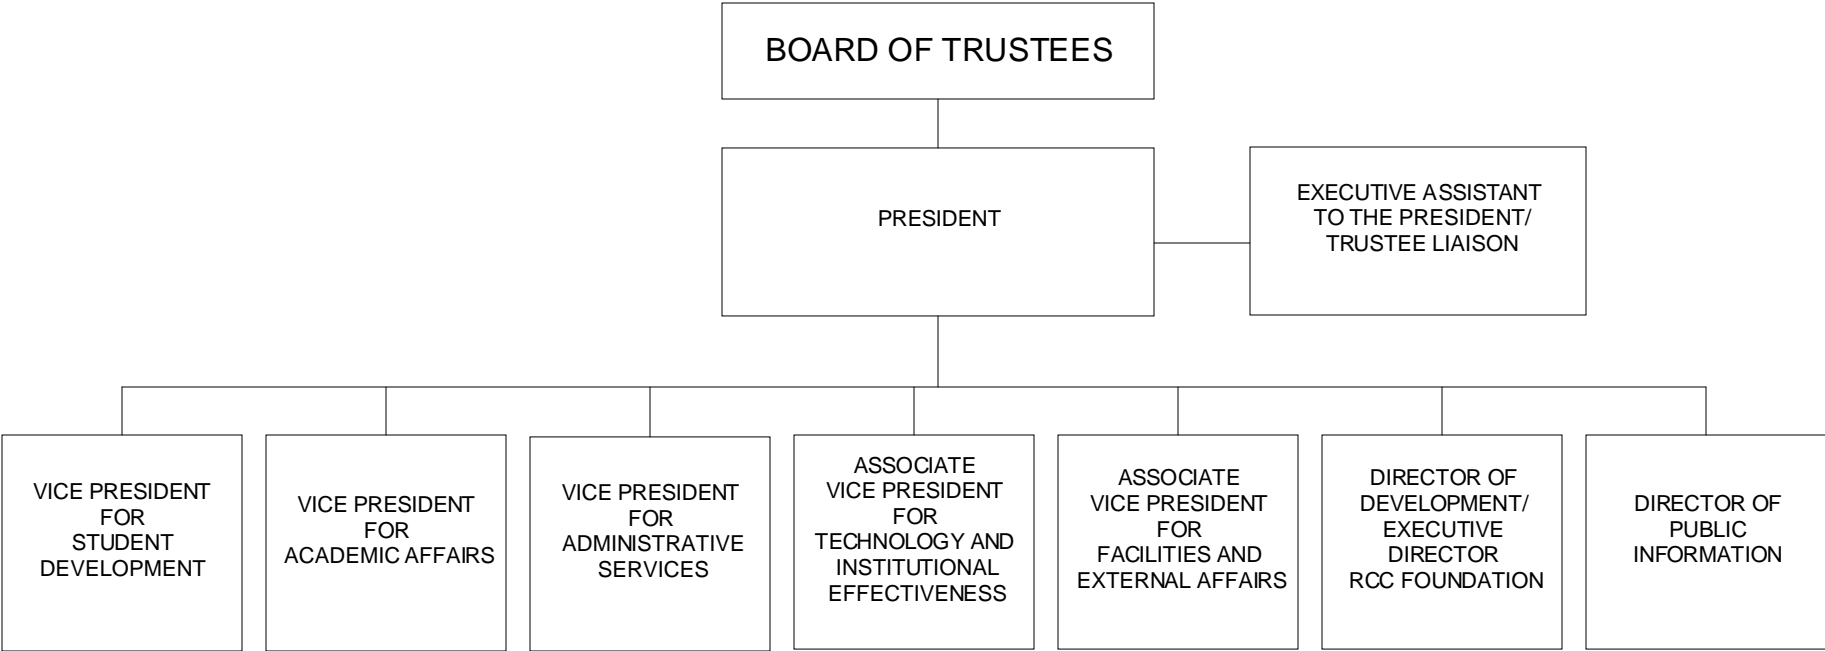 BOARD OF TRUSTEES
PRESIDENT
EXECUTIVE ASSISTANT
TO THE PRESIDENT/
TRUSTEE LIAISON
VICE PRESIDENT
FOR
STUDENT
DEVELOPMENT
VICE PRESIDENT
FOR
ACADEMIC AFFAIRS
VICE PRESIDENT
FOR
ADMINISTRATIVE
SERVICES
ASSOCIATE
VICE PRESIDENT
FOR
TECHNOLOGY AND
INSTITUTIONAL
EFFECTIVENESS
ASSOCIATE
VICE PRESIDENT
FOR
FACILITIES AND
EXTERNAL AFFAIRS
DIRECTOR OF
DEVELOPMENT/
EXECUTIVE
DIRECTOR
RCC FOUNDATION
DIRECTOR OF
PUBLIC
INFORMATION